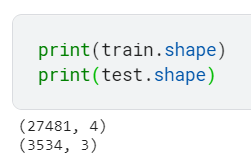 print(train.shape)
print(test.shape)
(27481, 4)
(3534, 3)